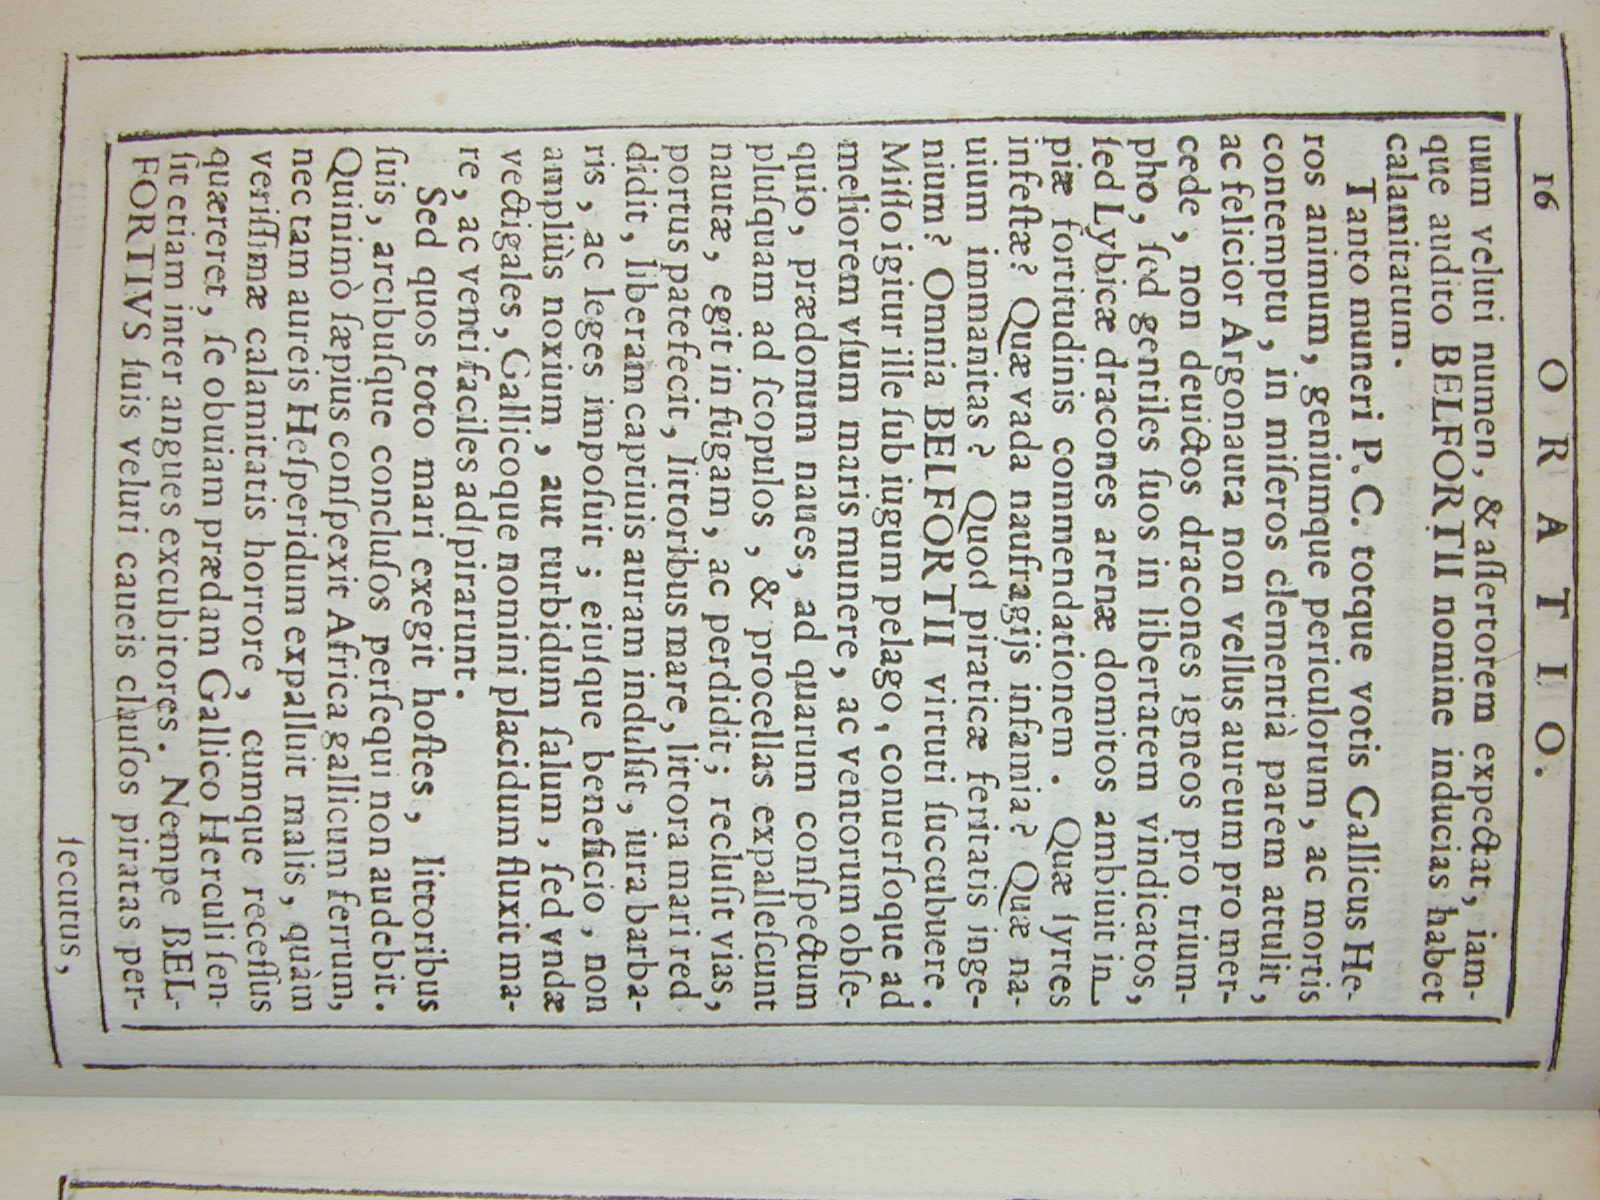 16 ORATIO.
uum veluti numen, & aſſertorem expectat, iam-
que audito BELFORTII nomine inducias habet
calamitatum.
Tanto muneri P. C. totque votis Gallicus He-
ros animum, geniumque periculorum, ac mortis
contemptu, in miſeros clementià parem attulit,
ac felicior Argonauta non vellus aureum pro mer-
cede, non deuictos dracones igneos pro trium-
pho, ſed gentiles ſuos in libertatem vindicatos,
ſed Lybicæ dracones arenæ domitos ambiuit in
piæ fortitudinis commendationem. Quæ ſyrtes
infeſtæ? Quæ vada naufragijs infamia? Quæ na-
uium immanitas? Quod piraticæ feritatis inge-
nium? Omnia BELFORTII virtuti ſuccubuere.
Miſſo igitur ille ſub iugum pelago, conuerſoque ad
meliorem vſum maris munere, ac ventorum obſe-
quio, prædonum naues, ad quarum conſpectum
pluſquam ad ſcopulos, & procellas expalleſcunt
nautæ, egit in fugam, ac perdidit; recluſit vias,
portus patefecit, littoribus mare, littora mari red
didit, liberam captiuis auram indulſit, iura barba-
ris, ac leges impoſuit; eiuſque beneficio, non
ampliùs noxium, aut turbidum ſalum, ſed vndæ
vectigales, Gallicoque nomini placidum fluxit ma-
re, ac venti faciles adſpirarunt.
Sed quos toto mari exegit hoſtes, littoribus
ſuis, arcibuſque concluſos perſequi non audebit.
Quinimò ſæpius conſpexit Africa gallicum ferrum,
nec tam aureis Heſperidum expalluit malis, quàm
veriſſimæ calamitatis horrore, cumque receſſus
quæreret, ſe obuiam prædam Gallico Herculi ſen-
ſit etiam inter angues excubitores. Nempe BEL-
FORTIVS ſuis veluti caueis clauſos piratas per-
ſecutus,